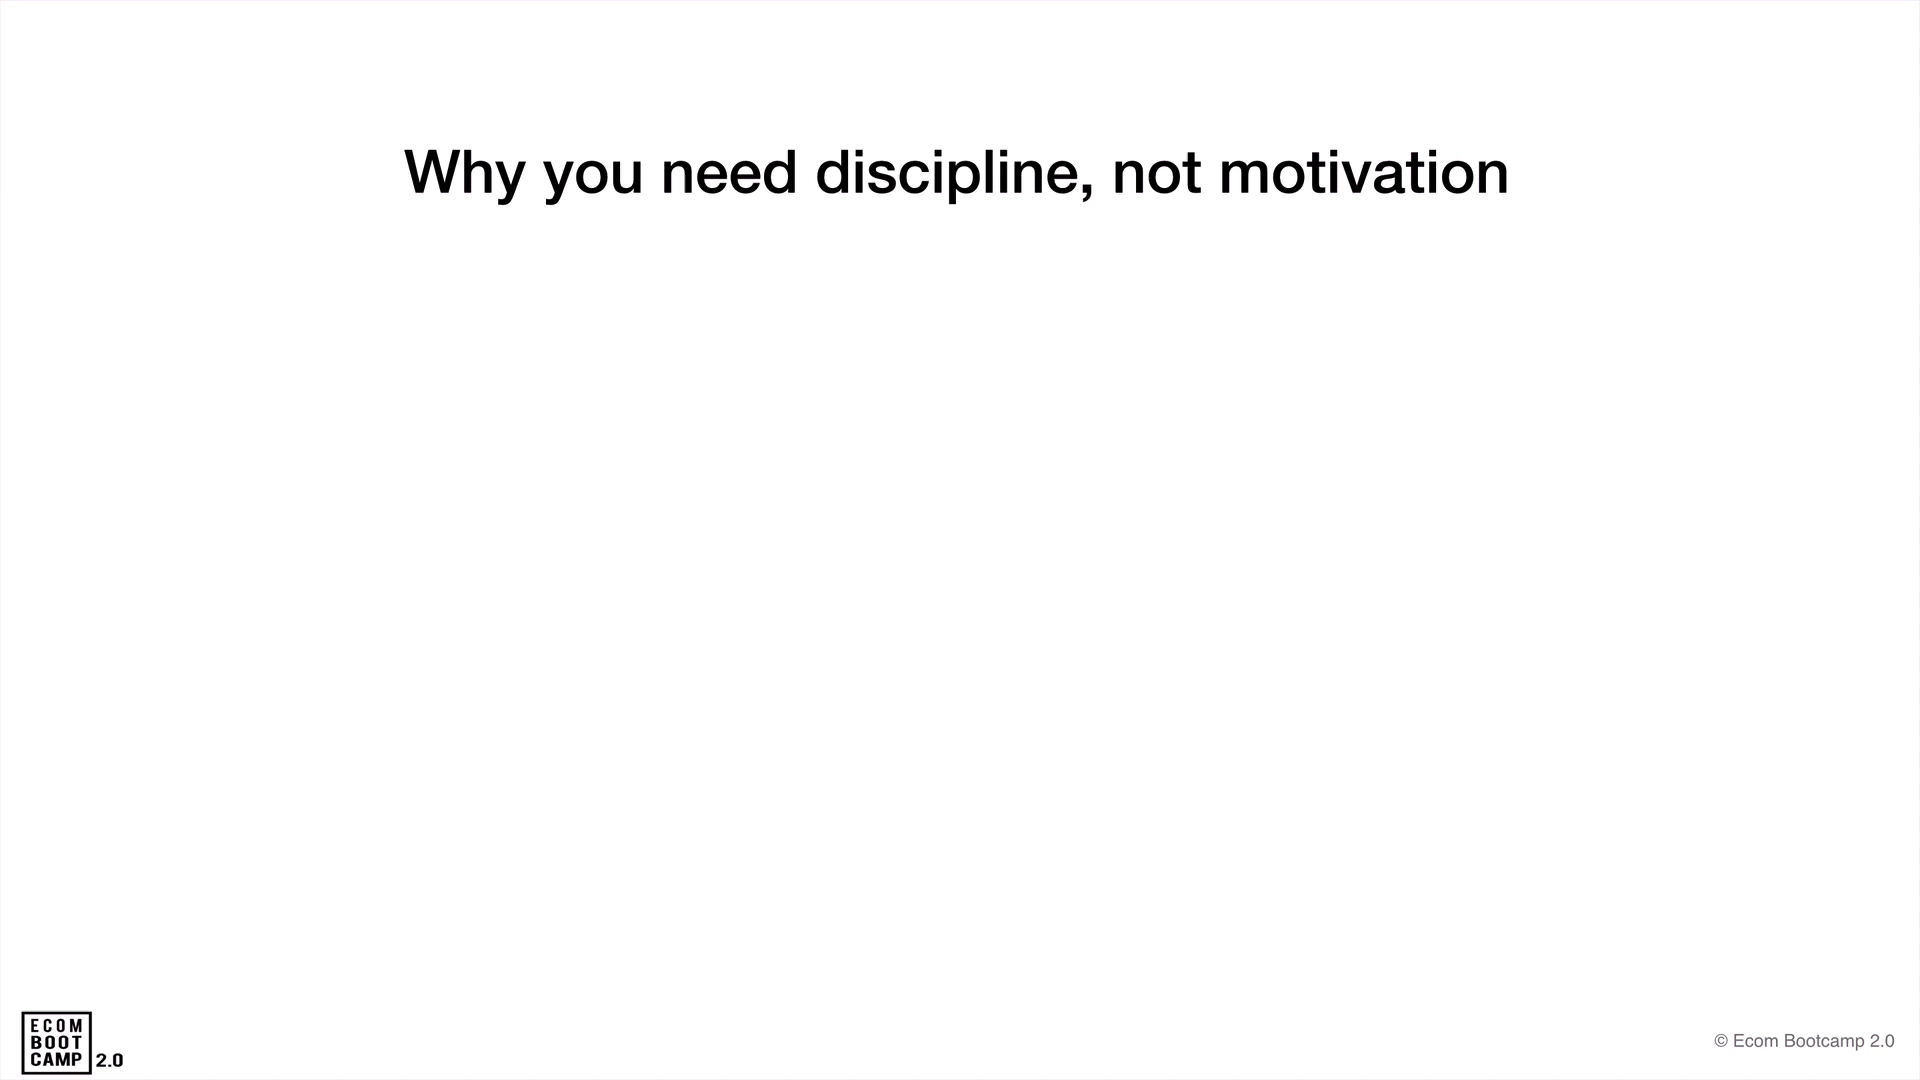 Why you need discipline, not motivation
ECOM
BOOT
CAMP 2.0
© Ecom Bootcamp 2.0